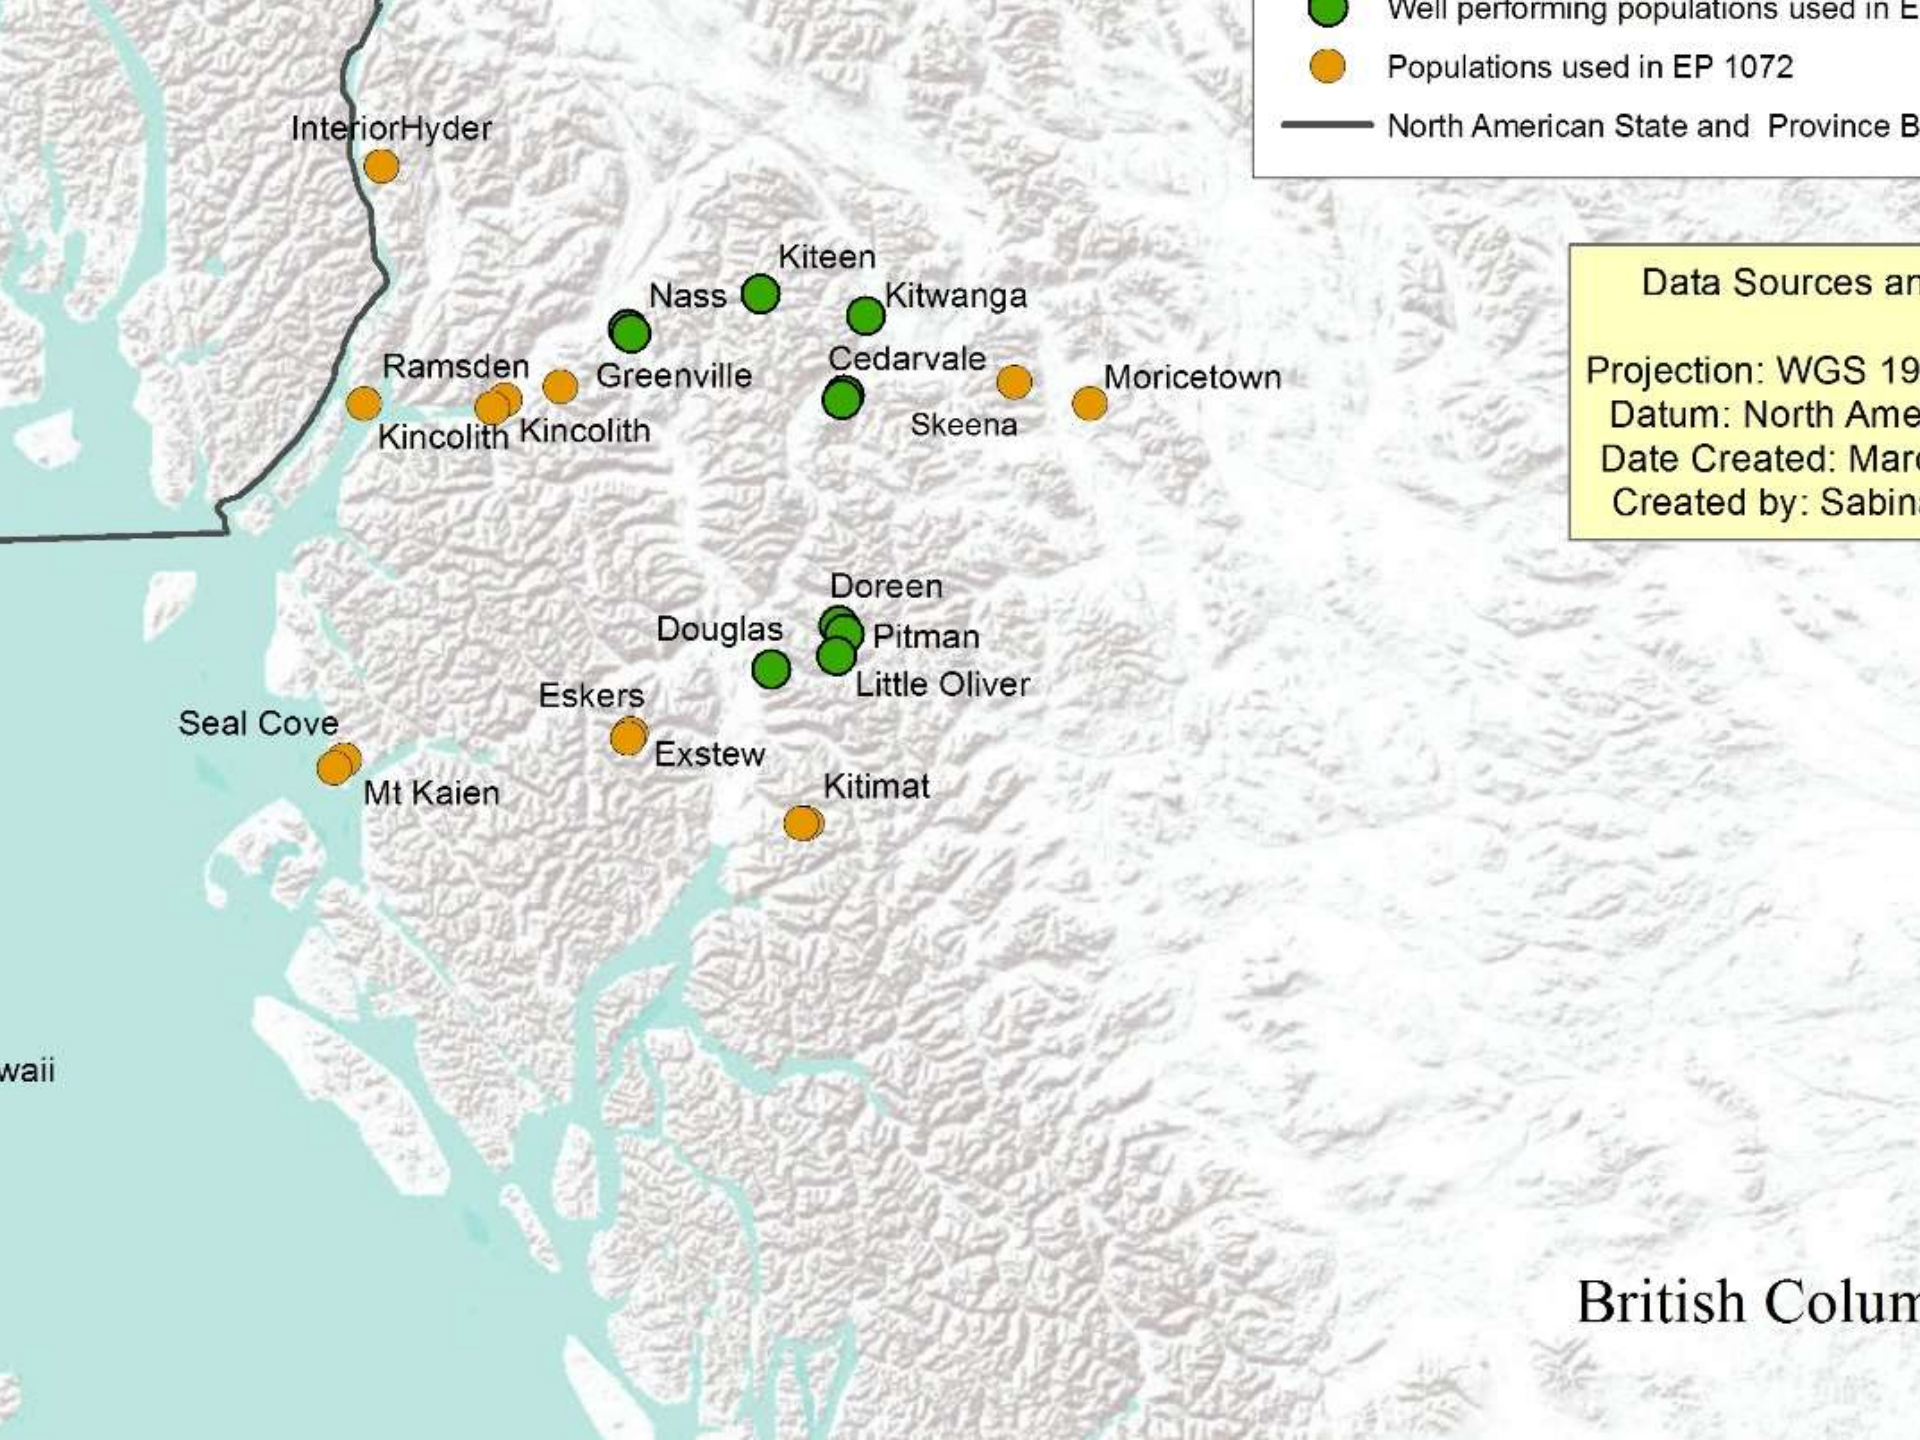 Well performing populations used in E
Populations used in EP 1072
North American State and Province B
InteriorHyder
Kiteen
Nass
Kitwanga
Data Sources an
Cedarvale
Ramsden
Greenville
Moricetown
Projection: WGS 19
Datum: North Ame
Skeena
Kincolith
Kincolith
Date Created: Marc
Created by: Sabina
Doreen
Douglas
Pitman
Little Oliver
Eskers
Seal Cove
Exstew
Kitimat
Mt Kaien
waii
British Colum